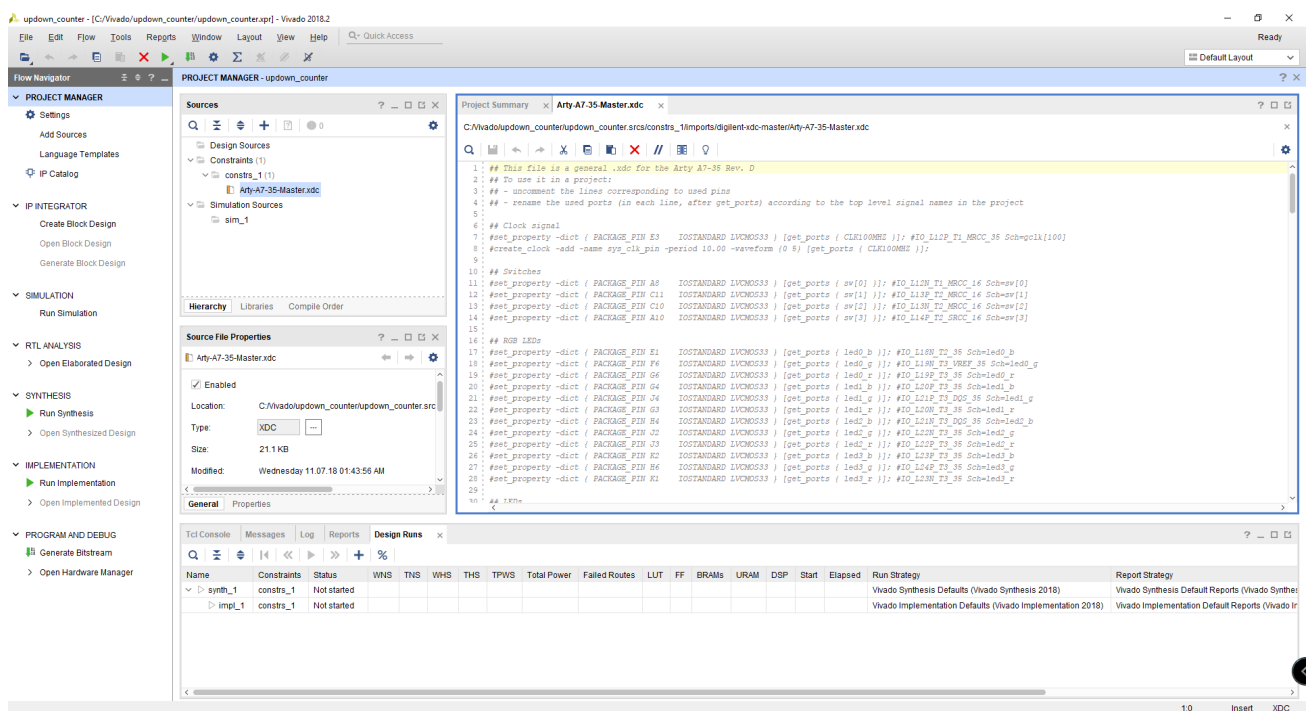 updown_counter - [C:/Vivado/updown_counter/updown_counter.xpr] - Vivado 2018.2
File Edit Flow Tools Reports Window Layout View Help Quick Access
Ready
Default Layout
Flow Navigator
PROJECT MANAGER - updown_counter
PROJECT MANAGER
Settings
Add Sources
Language Templates
IP Catalog
IP INTEGRATOR
Create Block Design
Open Block Design
Generate Block Design
SIMULATION
Run Simulation
RTL ANALYSIS
Open Elaborated Design
SYNTHESIS
Run Synthesis
Open Synthesized Design
IMPLEMENTATION
Run Implementation
Open Implemented Design
PROGRAM AND DEBUG
Generate Bitstream
Open Hardware Manager
Sources
0
Design Sources
Constraints (1)
constrs_1 (1)
Arty-A7-35-Master.xdc
Simulation Sources
sim_1
Hierarchy Libraries Compile Order
Source File Properties
Arty-A7-35-Master.xdc
Enabled
Location: C:/Vivado/updown_counter/updown_counter.src
Type: XDC
Size: 21.1 KB
Modified: Wednesday 11.07.18 01:43:56 AM
General Properties
Project Summary Arty-A7-35-Master.xdc
C:/Vivado/updown_counter/updown_counter.srcs/constrs_1/imports/digilent-xdc-master/Arty-A7-35-Master.xdc
1 ## This file is a general .xdc for the Arty A7-35 Rev. D
2 ## To use it in a project:
3 ## - uncomment the lines corresponding to used pins
4 ## - rename the used ports (in each line, after get_ports) according to the top level signal names in the project
5
6 ## Clock signal
7 #set_property -dict { PACKAGE_PIN E3 IOSTANDARD LVCMOS33 } [get_ports { CLK100MHZ }]; #IO_L12P_T1_MRCC_35 Sch=gclk[100]
8 #create_clock -add -name sys_clk_pin -period 10.00 -waveform {0 5} [get_ports { CLK100MHZ }];
9
10 ## Switches
11 #set_property -dict { PACKAGE_PIN A8 IOSTANDARD LVCMOS33 } [get_ports { sw[0] }]; #IO_L12N_T1_MRCC_16 Sch=sw[0]
12 #set_property -dict { PACKAGE_PIN C11 IOSTANDARD LVCMOS33 } [get_ports { sw[1] }]; #IO_L13P_T2_MRCC_16 Sch=sw[1]
13 #set_property -dict { PACKAGE_PIN C10 IOSTANDARD LVCMOS33 } [get_ports { sw[2] }]; #IO_L13N_T2_MRCC_16 Sch=sw[2]
14 #set_property -dict { PACKAGE_PIN A10 IOSTANDARD LVCMOS33 } [get_ports { sw[3] }]; #IO_L14P_T2_SRCC_16 Sch=sw[3]
15
16 ## RGB LEDs
17 #set_property -dict { PACKAGE_PIN E1 IOSTANDARD LVCMOS33 } [get_ports { led0_b }]; #IO_L18N_T2_35 Sch=led0_b
18 #set_property -dict { PACKAGE_PIN F6 IOSTANDARD LVCMOS33 } [get_ports { led0_g }]; #IO_L19N_T3_VREF_35 Sch=led0_g
19 #set_property -dict { PACKAGE_PIN G6 IOSTANDARD LVCMOS33 } [get_ports { led0_r }]; #IO_L19P_T3_35 Sch=led0_r
20 #set_property -dict { PACKAGE_PIN G4 IOSTANDARD LVCMOS33 } [get_ports { led1_b }]; #IO_L20P_T3_35 Sch=led1_b
21 #set_property -dict { PACKAGE_PIN J4 IOSTANDARD LVCMOS33 } [get_ports { led1_g }]; #IO_L21P_T3_DQS_35 Sch=led1_g
22 #set_property -dict { PACKAGE_PIN G3 IOSTANDARD LVCMOS33 } [get_ports { led1_r }]; #IO_L20N_T3_35 Sch=led1_r
23 #set_property -dict { PACKAGE_PIN H4 IOSTANDARD LVCMOS33 } [get_ports { led2_b }]; #IO_L21N_T3_DQS_35 Sch=led2_b
24 #set_property -dict { PACKAGE_PIN J2 IOSTANDARD LVCMOS33 } [get_ports { led2_g }]; #IO_L22N_T3_35 Sch=led2_g
25 #set_property -dict { PACKAGE_PIN J3 IOSTANDARD LVCMOS33 } [get_ports { led2_r }]; #IO_L22P_T3_35 Sch=led2_r
26 #set_property -dict { PACKAGE_PIN K2 IOSTANDARD LVCMOS33 } [get_ports { led3_b }]; #IO_L23P_T3_35 Sch=led3_b
27 #set_property -dict { PACKAGE_PIN H6 IOSTANDARD LVCMOS33 } [get_ports { led3_g }]; #IO_L24P_T3_35 Sch=led3_g
28 #set_property -dict { PACKAGE_PIN K1 IOSTANDARD LVCMOS33 } [get_ports { led3_r }]; #IO_L23N_T3_35 Sch=led3_r
29
30 ## LEDs
Tcl Console Messages Log Reports Design Runs
Name Constraints Status WNS TNS WHS THS TPWS Total Power Failed Routes LUT FF BRAMs URAM DSP Start Elapsed Run Strategy Report Strategy
synth_1 constrs_1 Not started Vivado Synthesis Defaults (Vivado Synthesis 2018) Vivado Synthesis Default Reports (Vivado Synthes
impl_1 constrs_1 Not started Vivado Implementation Defaults (Vivado Implementation 2018) Vivado Implementation Default Reports (Vivado Ir
1:0 Insert XDC